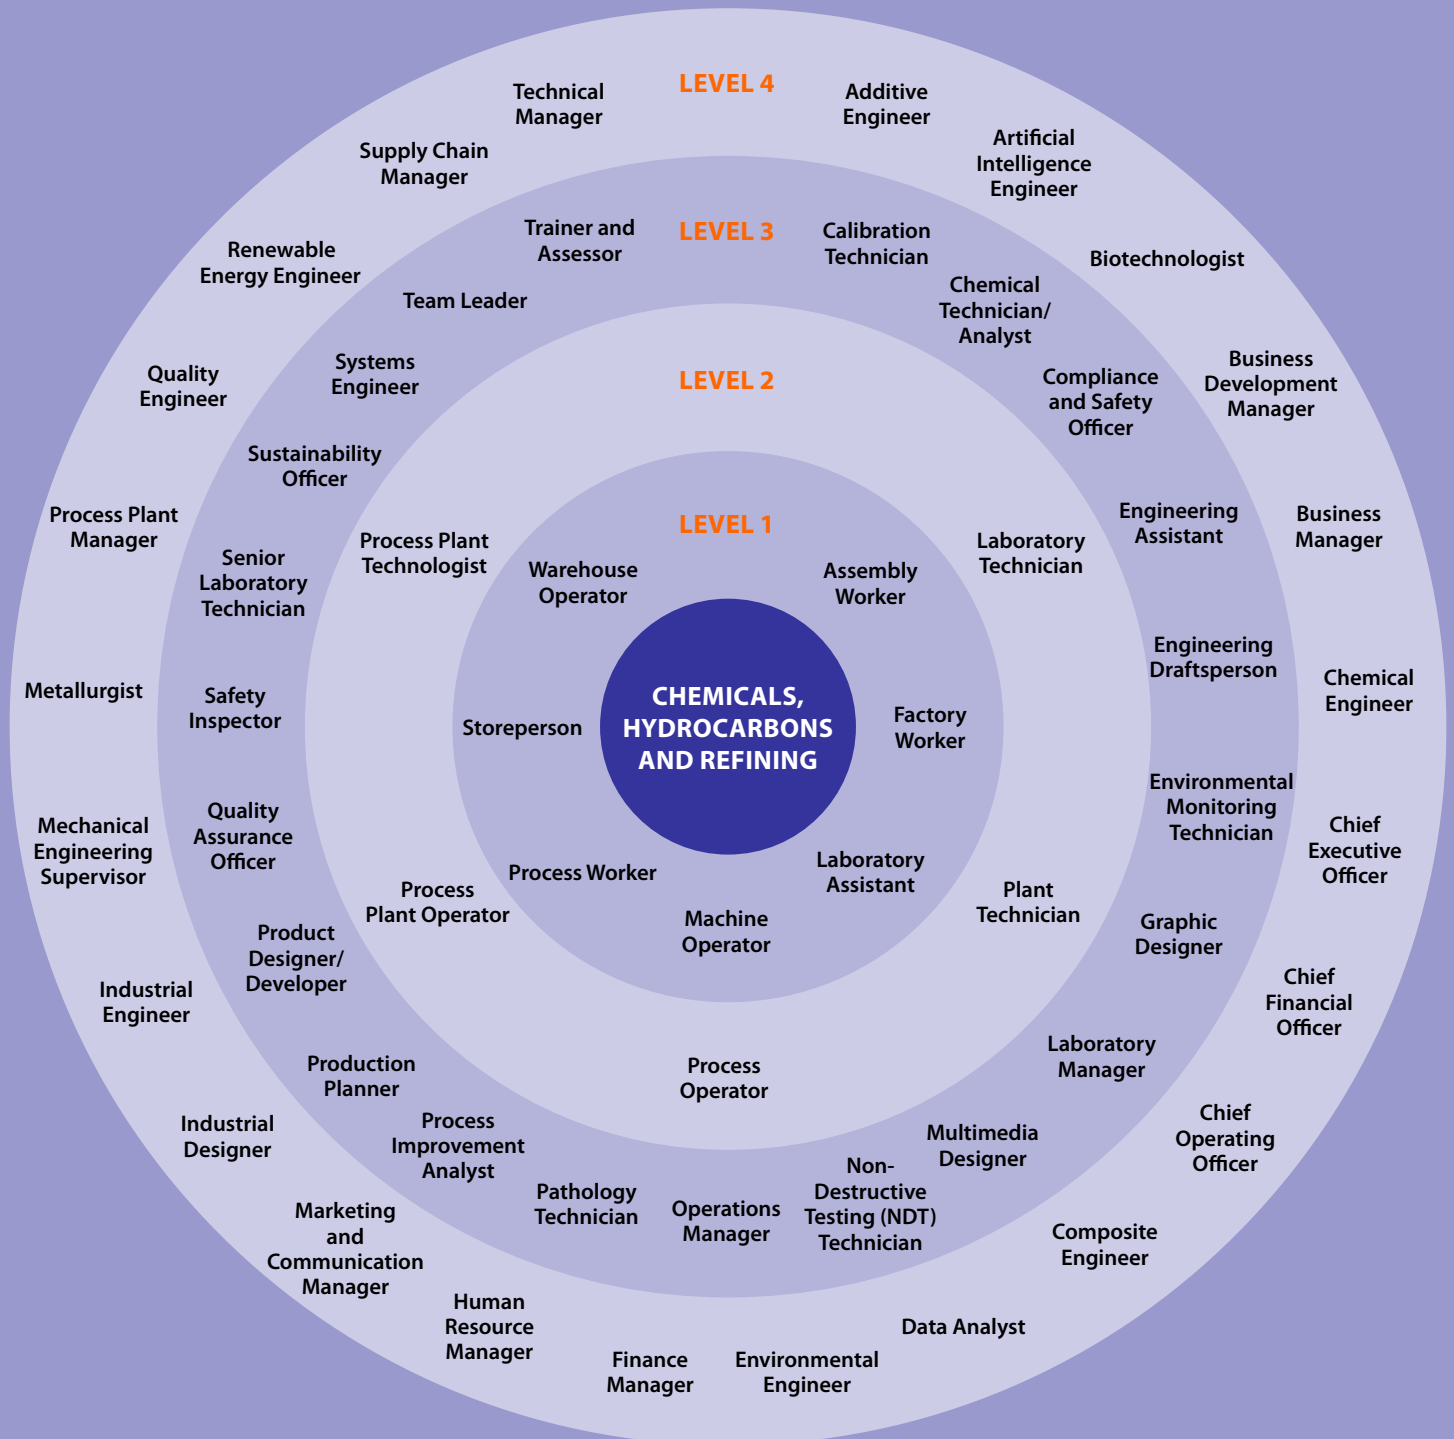 LEVEL 4
Additive
Engineer
Artificial
Intelligence
Engineer
Biotechnologist
Business
Development
Manager
Business
Manager
Chemical
Engineer
Chief
Executive
Officer
Chief
Financial
Officer
Chief
Operating
Officer
Composite
Engineer
Data Analyst
Environmental
Engineer
Finance
Manager
Human
Resource
Manager
Marketing
and
Communication
Manager
Industrial
Designer
Industrial
Engineer
Mechanical
Engineering
Supervisor
Metallurgist
Process Plant
Manager
Quality
Engineer
Renewable
Energy Engineer
Supply Chain
Manager
Technical
Manager
LEVEL 3
Calibration
Technician
Chemical
Technician/
Analyst
Compliance
and Safety
Officer
Engineering
Assistant
Engineering
Draftsperson
Environmental
Monitoring
Technician
Graphic
Designer
Laboratory
Manager
Multimedia
Designer
Non-
Destructive
Testing (NDT)
Technician
Operations
Manager
Pathology
Technician
Process
Improvement
Analyst
Production
Planner
Product
Designer/
Developer
Quality
Assurance
Officer
Safety
Inspector
Senior
Laboratory
Technician
Sustainability
Officer
Systems
Engineer
Team Leader
Trainer and
Assessor
LEVEL 2
Laboratory
Technician
Plant
Technician
Process
Operator
Process
Plant Operator
Process Plant
Technologist
LEVEL 1
Assembly
Worker
Factory
Worker
Laboratory
Assistant
Machine
Operator
Process Worker
Storeperson
Warehouse
Operator
CHEMICALS,
HYDROCARBONS
AND REFINING